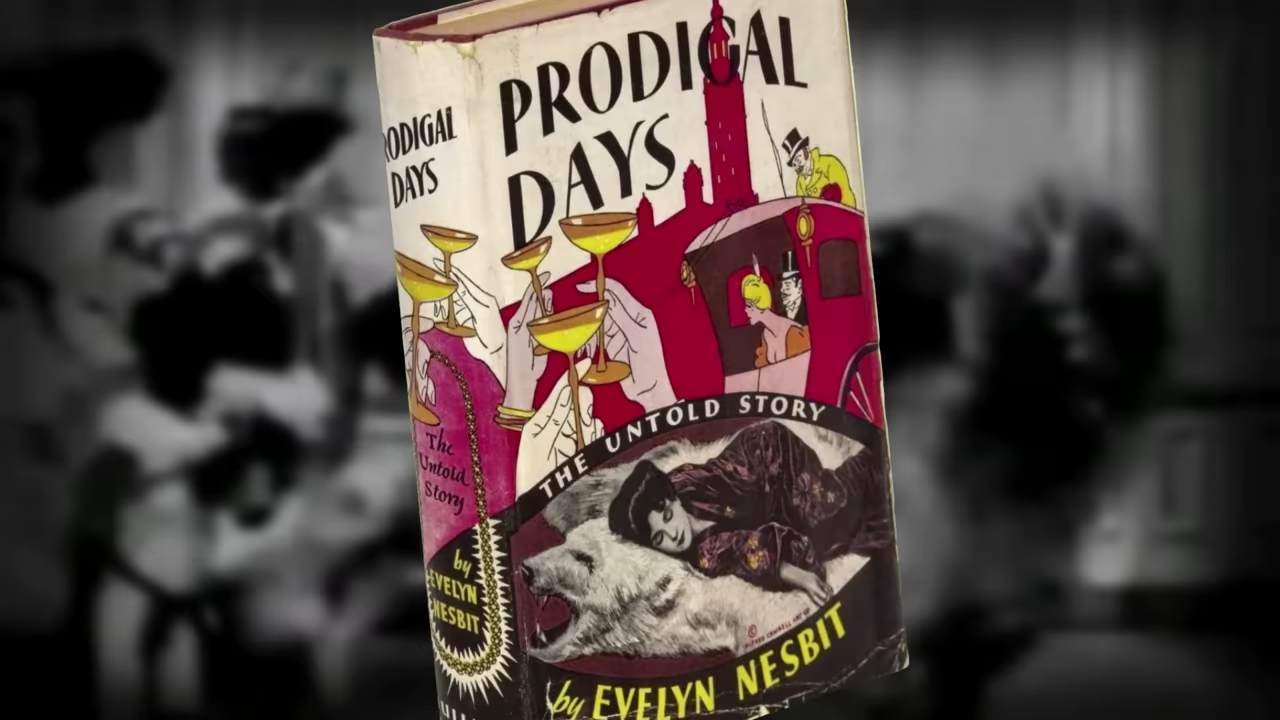 PRODIGAL
DAYS
RODIGAL
DAYS
THE UNTOLD STORY
The
Untold
Story
by
EVELYN
NESBIT
©
by EVELYN NESBIT